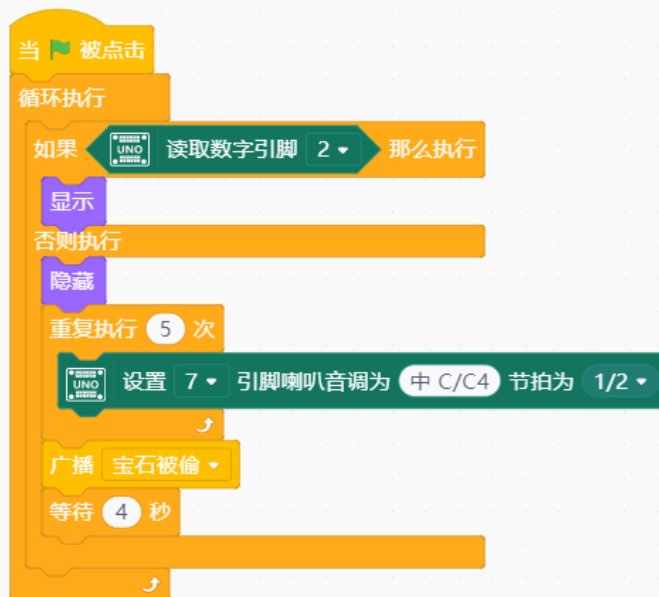 当 被点击
循环执行
如果 UNO 读取数字引脚 2 那么执行
显示
否则执行
隐藏
重复执行 5 次
UNO 设置 7 引脚喇叭音调为 中 C/C4 节拍为 1/2
广播 宝石被偷
等待 4 秒